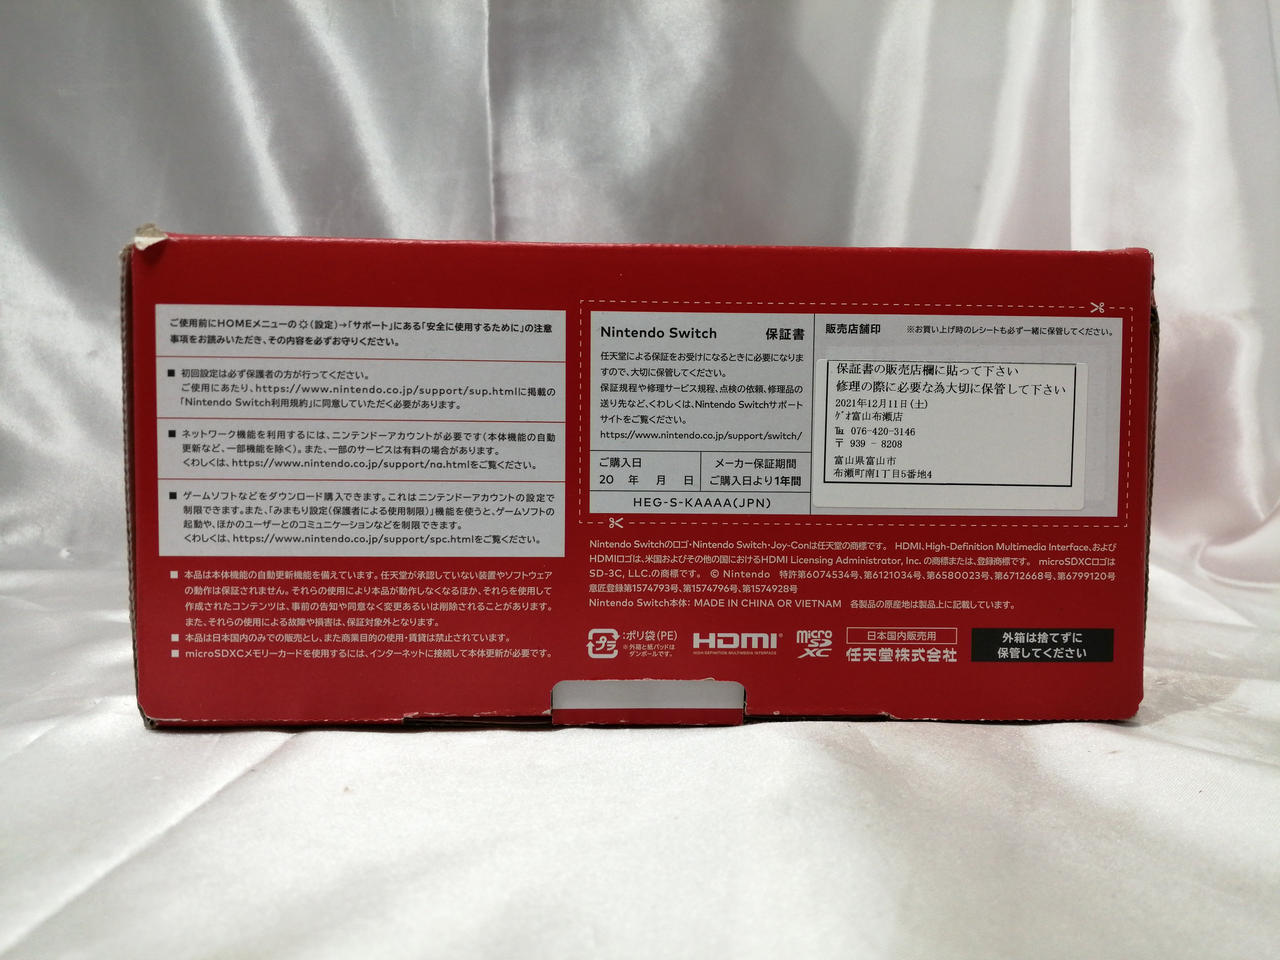 ご使用前にHOMEメニューの(設定)→「サポート」にある「安全に使用するために」の注意
事項をお読みいただき、その内容を必ずお守りください。
■ 初回設定は必ず保護者の方が行ってください。
ご使用にあたり、https://www.nintendo.co.jp/support/sup.htmlに掲載の
「Nintendo Switch利用規約」に同意していただく必要があります。
■ ネットワーク機能を利用するには、ニンテンドーアカウントが必要です(本体機能の自動
更新など、一部機能を除く)。また、一部のサービスは有料の場合があります。
くわしくは、https://www.nintendo.co.jp/support/na.htmlをご覧ください。
■ ゲームソフトなどをダウンロード購入できます。これはニンテンドーアカウントの設定で
制限できます。また、「みまもり設定(保護者による使用制限)」機能を使うと、ゲームソフトの
起動や、ほかのユーザーとのコミュニケーションなどを制限できます。
くわしくは、https://www.nintendo.co.jp/support/spc.htmlをご覧ください。
■ 本品は本体機能の自動更新機能を備えています。任天堂が承認していない装置やソフトウェア
の動作は保証されません。それらの使用により本品が動作しなくなるほか、それらを使用して
作成されたコンテンツは、事前の告知や同意なく変更あるいは削除されることがあります。
また、それらの使用による故障や損害は、保証対象外となります。
■ 本品は日本国内のみでの販売とし、また商業目的の使用・賃貸は禁止されています。
■ microSDXCメモリーカードを使用するには、インターネットに接続して本体更新が必要です。
Nintendo Switch 保証書
任天堂による保証をお受けになるときに必要になりま
すので、大切に保管してください。
保証規程や修理サービス規程、点検の依頼、修理品の
送り先など、くわしくは、Nintendo Switchサポート
サイトをご覧ください。
https://www.nintendo.co.jp/support/switch/
ご購入日
20 年 月 日
メーカー保証期間
ご購入日より1年間
HEG-S-KAAAA(JPN)
販売店舗印 ※お買い上げ時のレシートも必ず一緒に保管してください。
保証書の販売店欄に貼って下さい
修理の際に必要な為大切に保管して下さい
2021年12月11日(土)
ゲオ富山布瀬店
℡ 076-420-3146
〒 939 - 8208
富山県富山市
布瀬町南1丁目5番地4
Nintendo Switchのロゴ・Nintendo Switch・Joy-Conは任天堂の商標です。 HDMI、High-Definition Multimedia Interface、および
HDMIロゴは、米国およびその他の国におけるHDMI Licensing Administrator, Inc. の商標または、登録商標です。 microSDXCロゴは
SD-3C, LLC.の商標です。 © Nintendo 特許第6074534号、第6121034号、第6580023号、第6712668号、第6799120号
意匠登録第1574793号、第1574796号、第1574928号
Nintendo Switch本体: MADE IN CHINA OR VIETNAM 各製品の原産地は製品上に記載しています。
プラ
:ポリ袋(PE)
※外箱と紙パッドは
ダンボールです。
HDMI
HIGH-DEFINITION MULTIMEDIA INTERFACE
micro
SD
XC
日本国内販売用
任天堂株式会社
外箱は捨てずに
保管してください